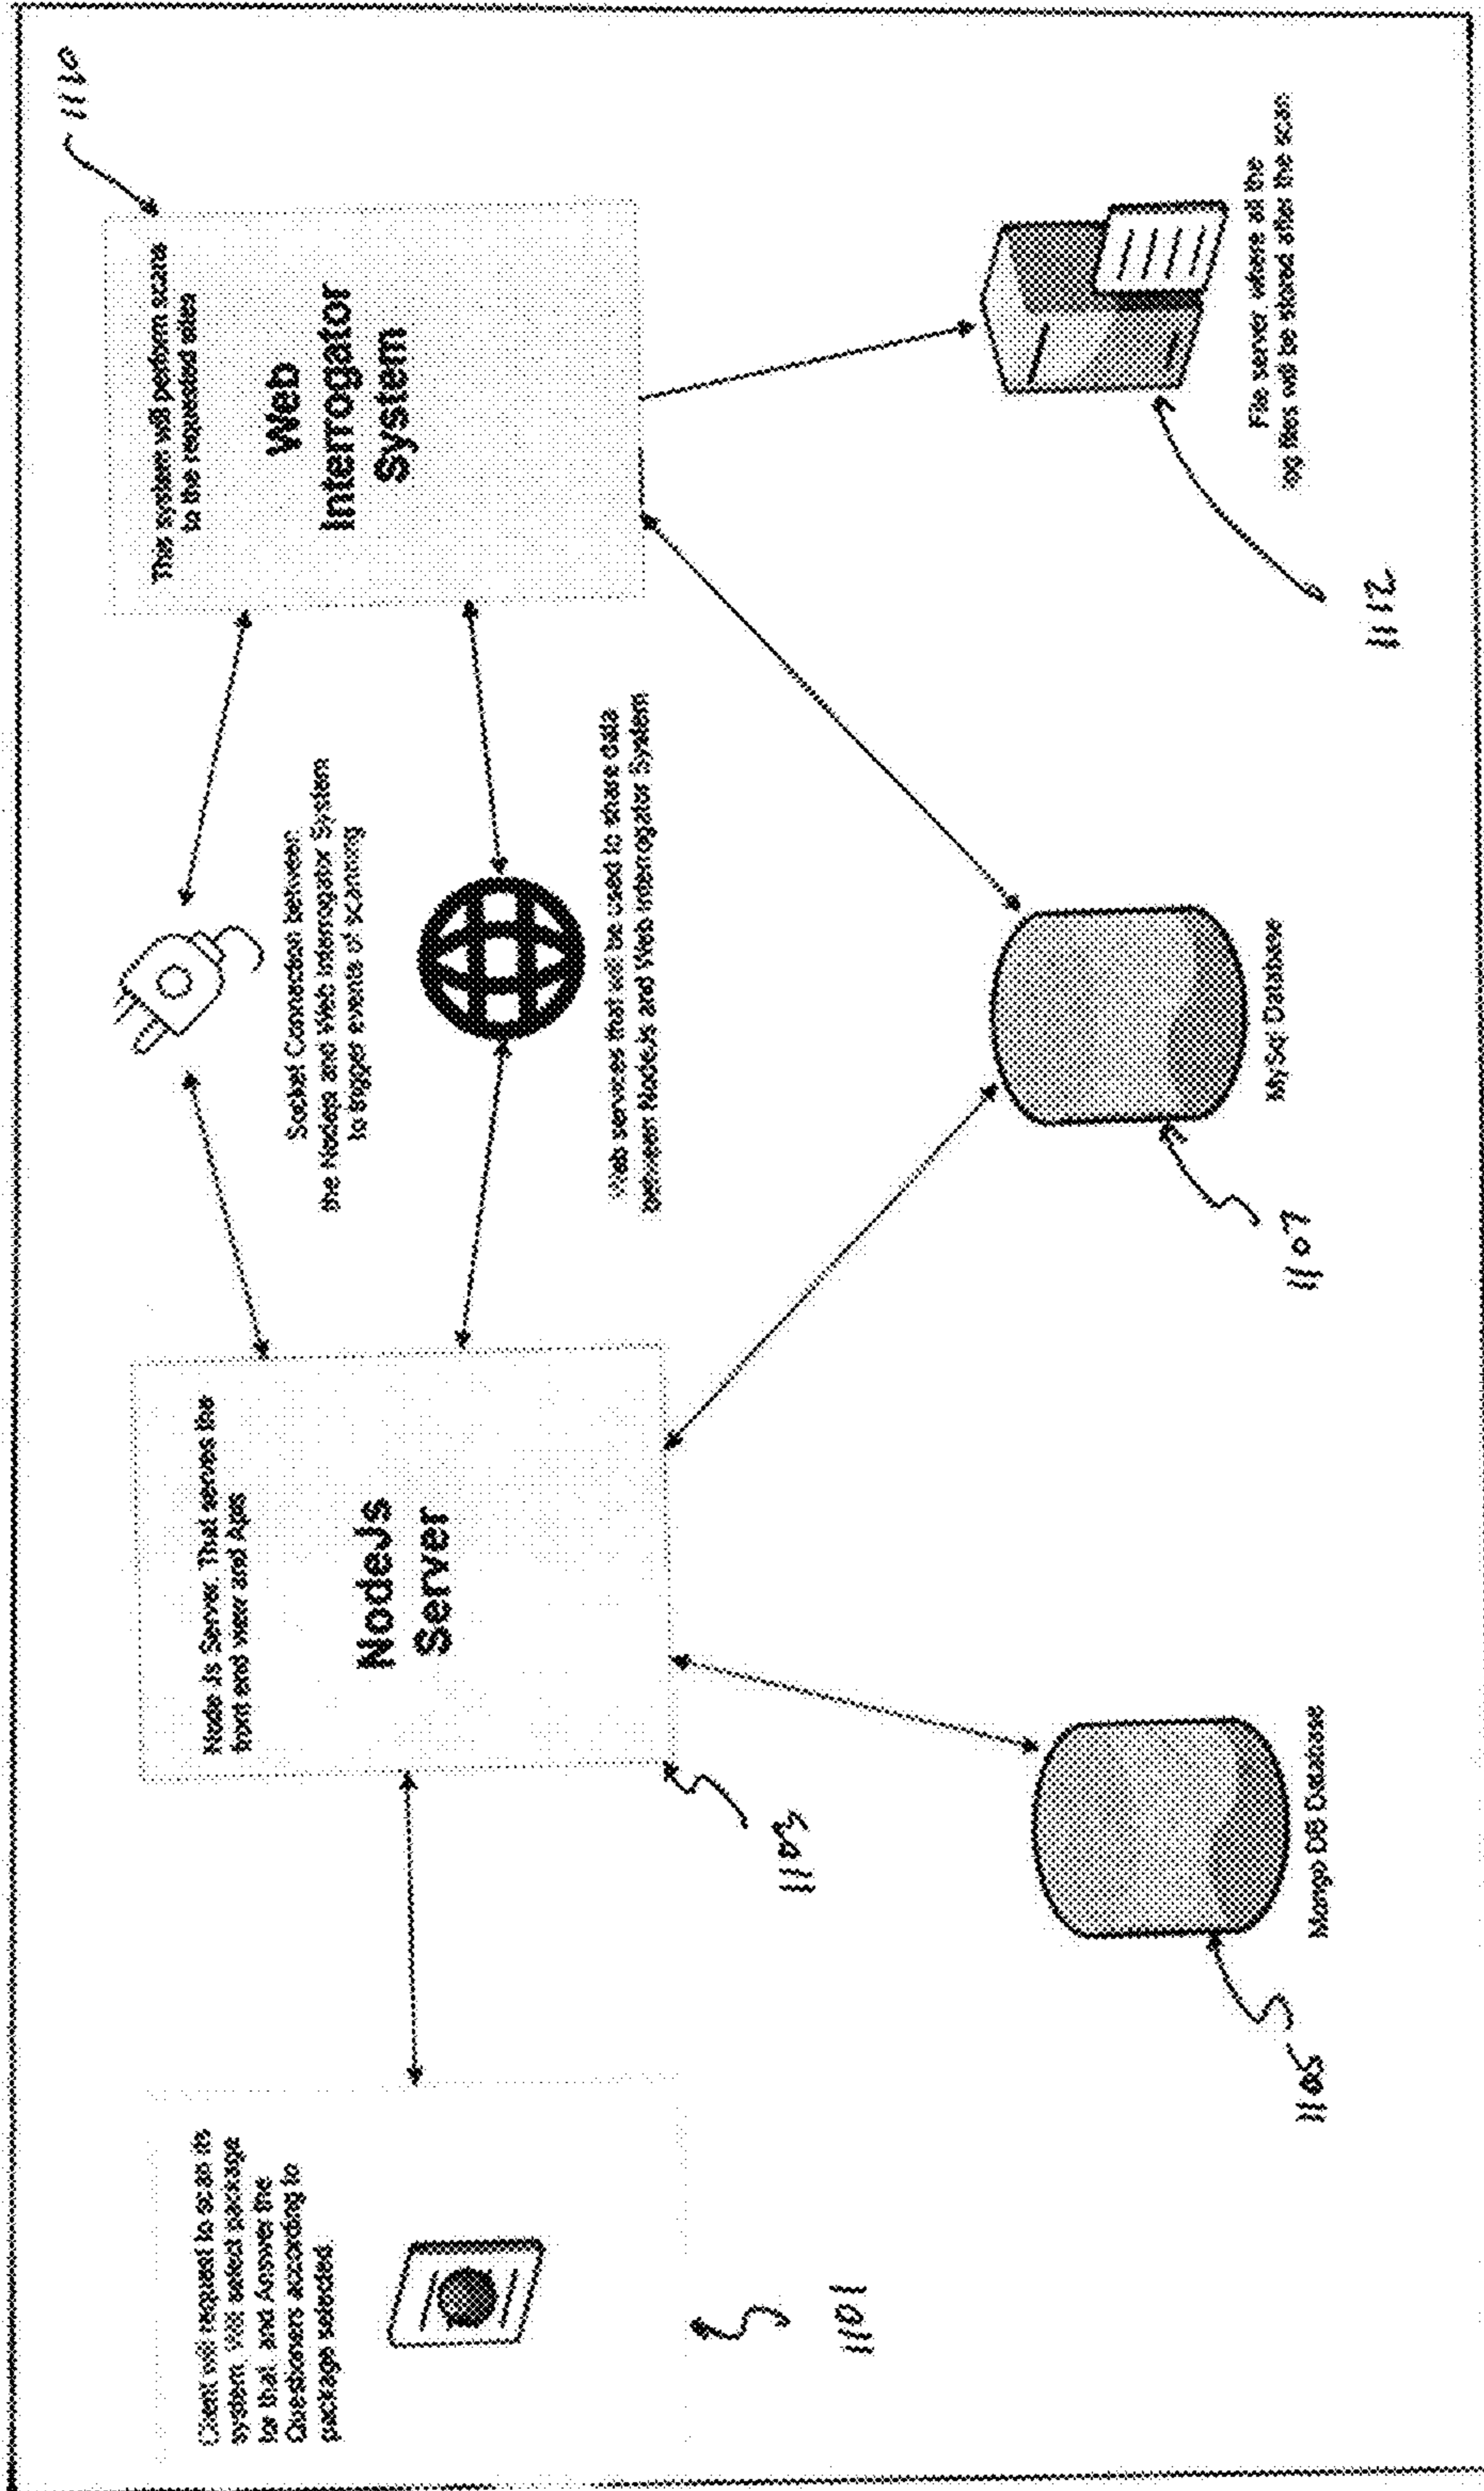 Client will request to scan its
system. Will select package
for that. and Answer the
Questioners according to
package selected.
1101
Node Js Server. That serves the
front end view and Apis
NodeJs
Server
1103
Mongo DB Database
1105
Socket Connection between
the Nodejs and Web Interrogator System
to trigger events of scanning
Web services that will be used to share data
between NodeJs and Web Interrogator System
MySql Database
1107
This system will perform scans
to the requested sites
Web
Interrogator
System
1110
File server where all the
log files will be stored after the scan
1112